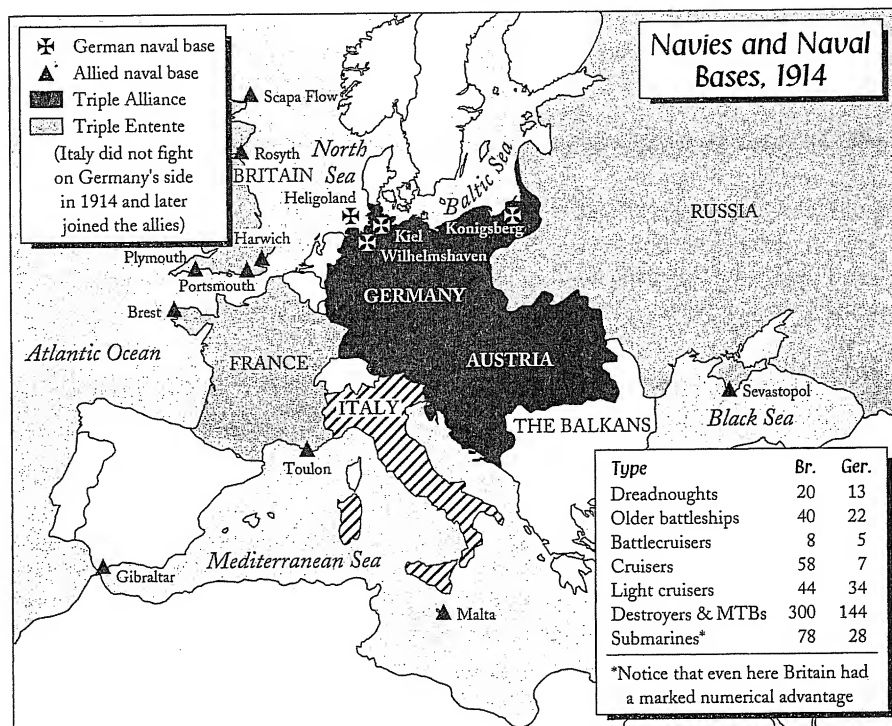 Navies and Naval
Bases, 1914
German naval base
Allied naval base
Triple Alliance
Triple Entente
(Italy did not fight
on Germany's side
in 1914 and later
joined the allies)
Scapa Flow
Rosyth
North
Sea
BRITAIN
Heligoland
Baltic Sea
Konigsberg
Kiel
Wilhelmshaven
RUSSIA
Harwich
Plymouth
Portsmouth
Brest
GERMANY
Atlantic Ocean
FRANCE
AUSTRIA
ITALY
THE BALKANS
Sevastopol
Black Sea
Toulon
Mediterranean Sea
Gibraltar
Malta
Type Br. Ger.
Dreadnoughts 20 13
Older battleships 40 22
Battlecruisers 8 5
Cruisers 58 7
Light cruisers 44 34
Destroyers & MTBs 300 144
Submarines* 78 28
*Notice that even here Britain had
a marked numerical advantage